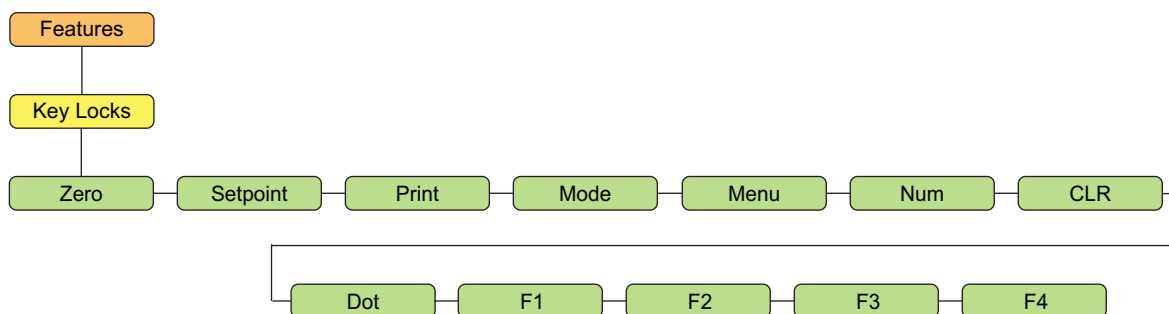 Features
Key Locks
Zero Setpoint Print Mode Menu Num CLR
Dot F1 F2 F3 F4